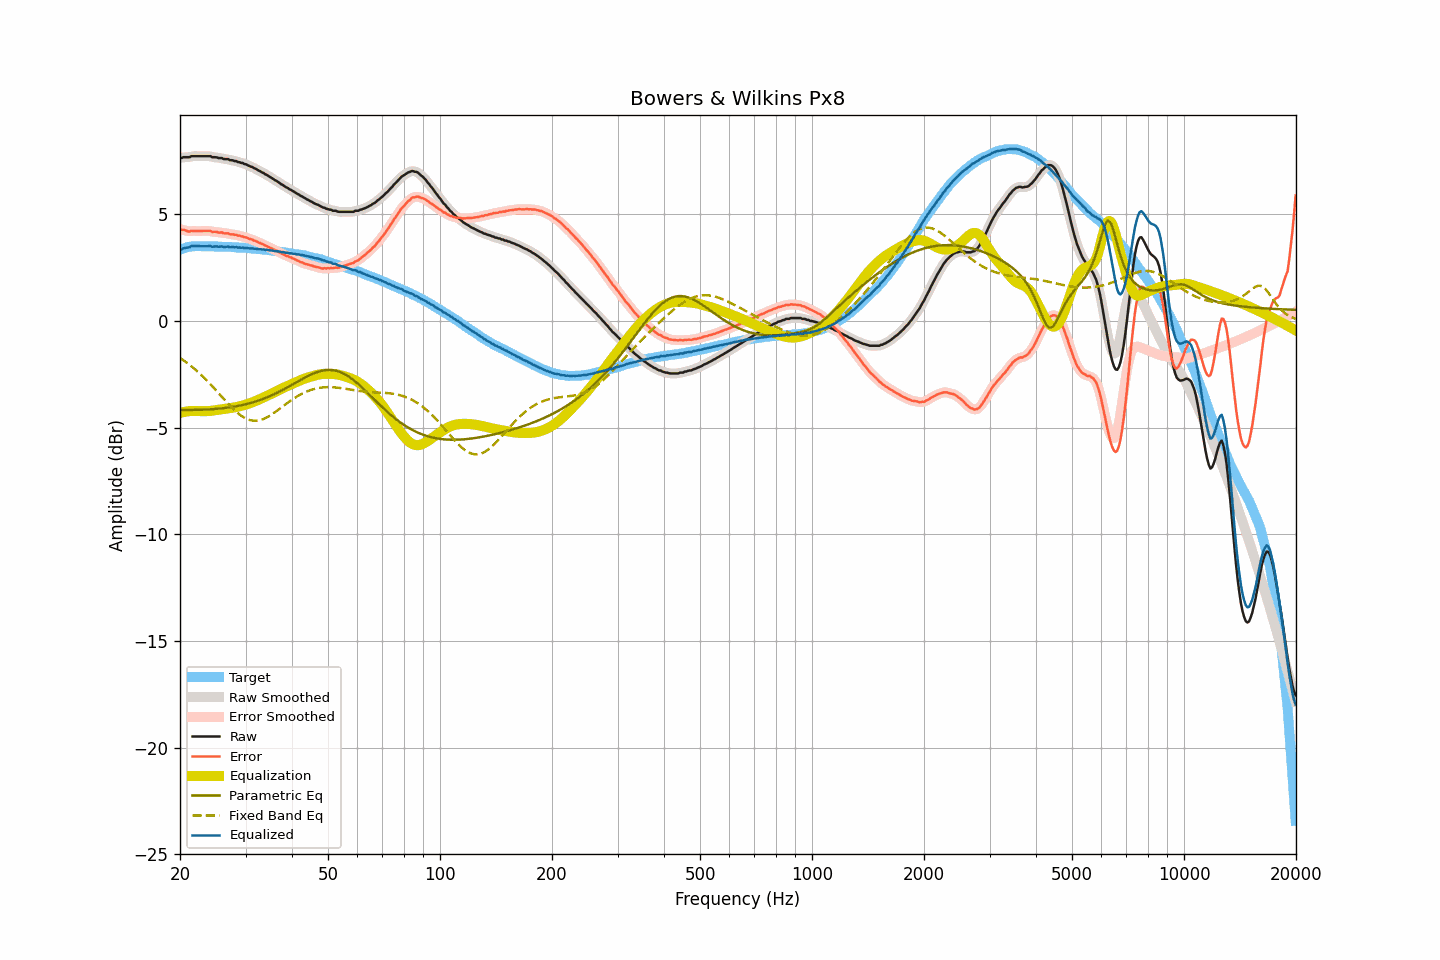 Bowers & Wilkins Px8
Amplitude (dBr)
5
0
−5
−10
−15
−20
−25
Target
Raw Smoothed
Error Smoothed
Raw
Error
Equalization
Parametric Eq
Fixed Band Eq
Equalized
20 50 100 200 500 1000 2000 5000 10000 20000
Frequency (Hz)